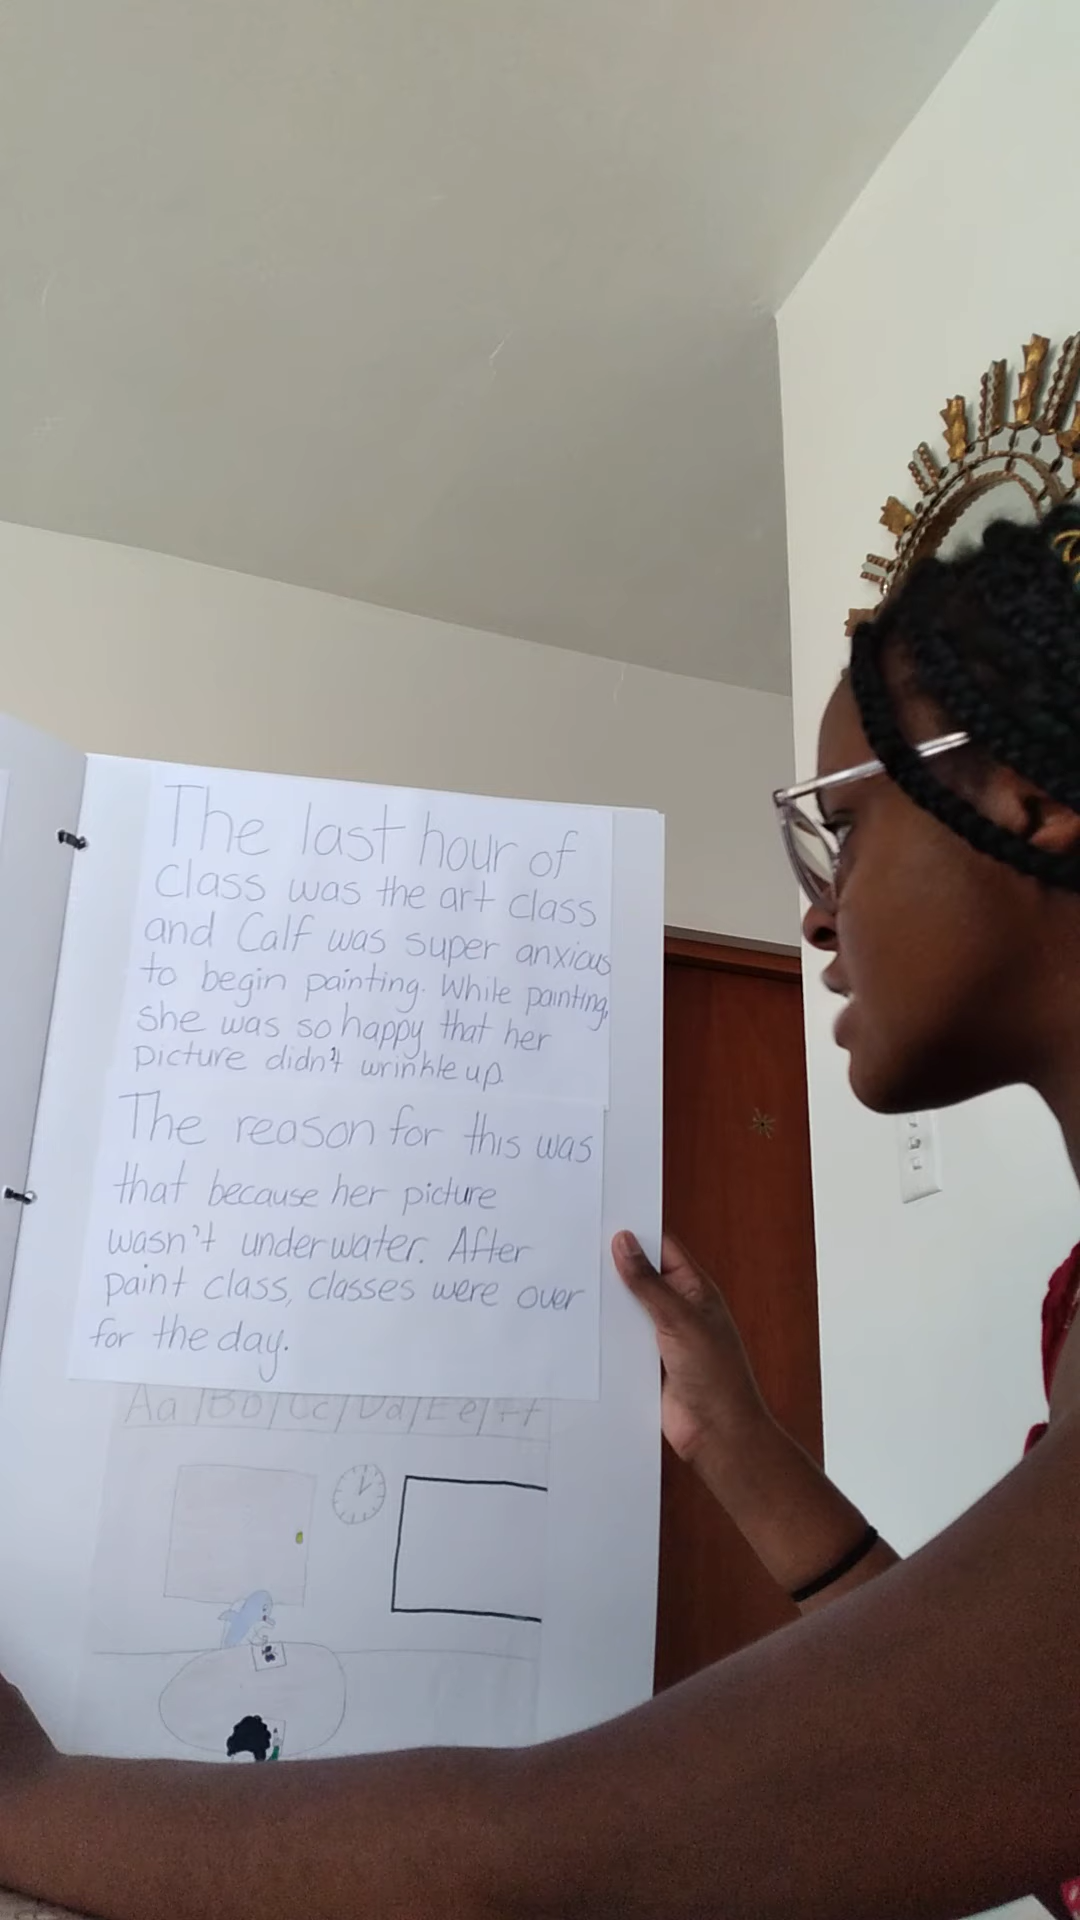 The last hour of
class was the art class
and Calf was super anxious
to begin painting. While painting,
she was so happy that her
picture didn't wrinkle up.
The reason for this was
that because her picture
wasn't underwater. After
paint class, classes were over
for the day.
Aa/Bb/Cc/Dd/Ee/Ff